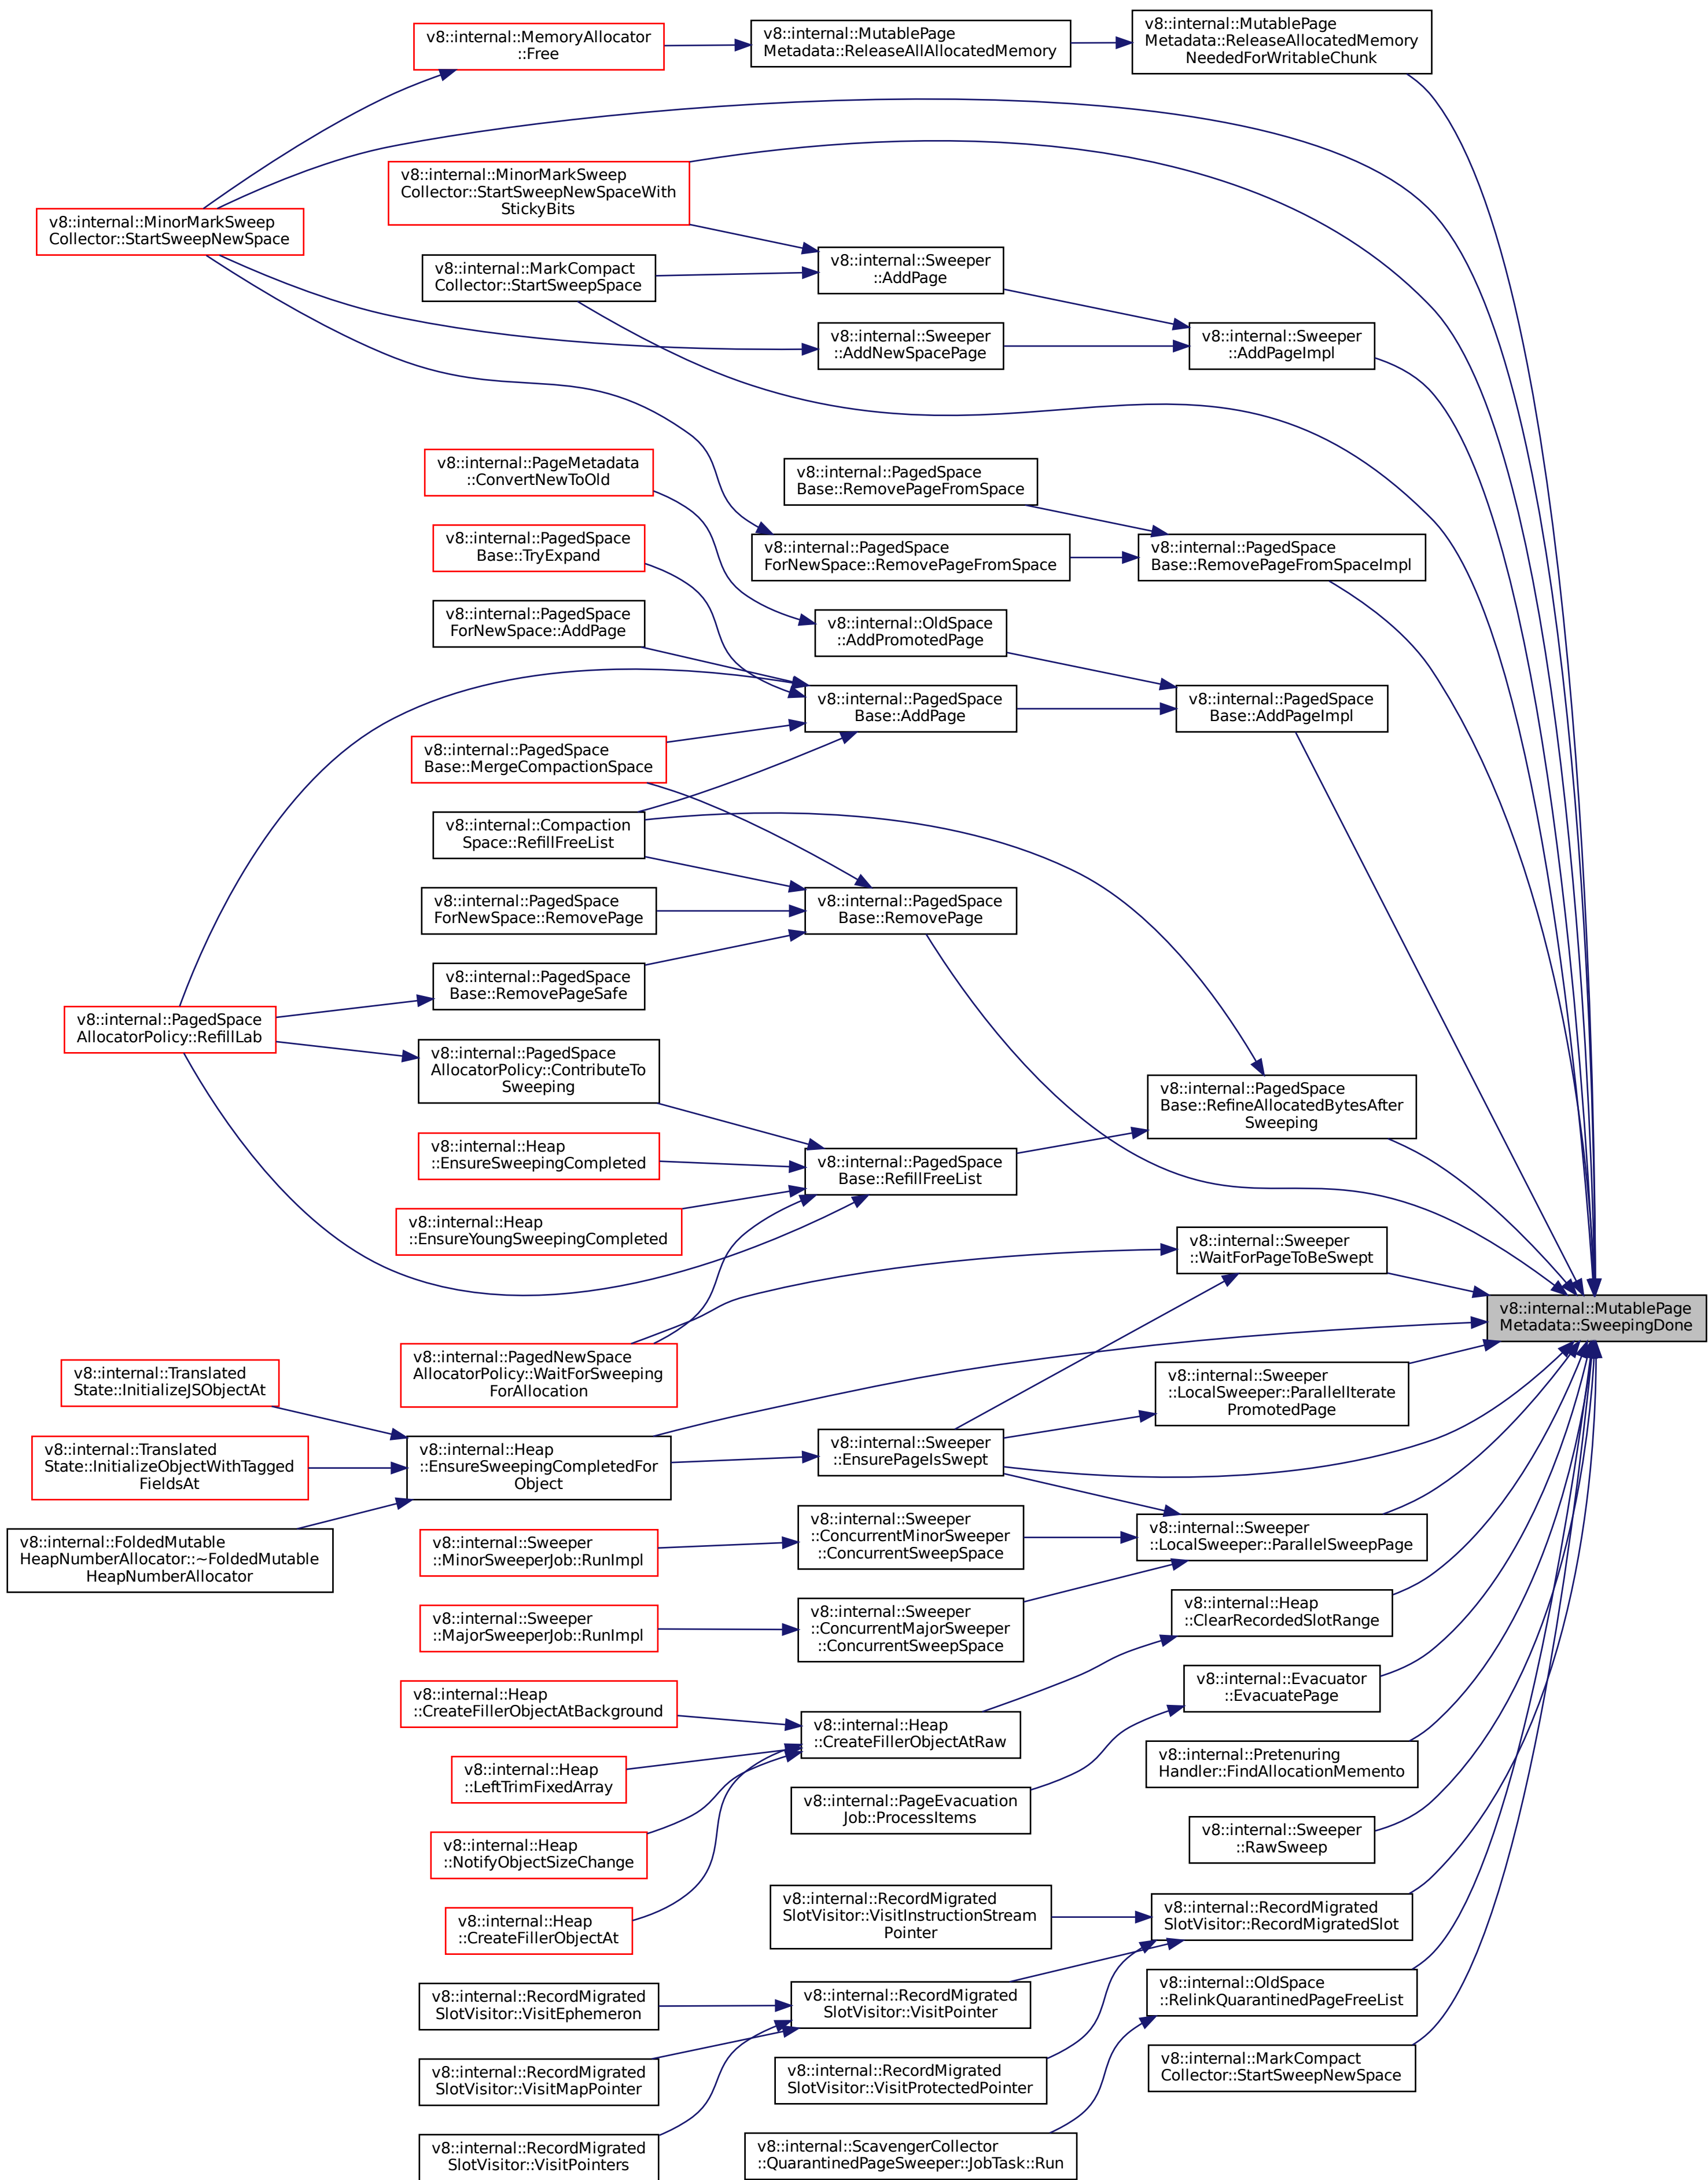 v8::internal::MutablePage
Metadata::ReleaseAllocatedMemory
NeededForWritableChunk
v8::internal::MutablePage
Metadata::ReleaseAllAllocatedMemory
v8::internal::MemoryAllocator
::Free
v8::internal::MinorMarkSweep
Collector::StartSweepNewSpaceWith
StickyBits
v8::internal::MinorMarkSweep
Collector::StartSweepNewSpace
v8::internal::Sweeper
::AddPage
v8::internal::MarkCompact
Collector::StartSweepSpace
v8::internal::Sweeper
::AddNewSpacePage
v8::internal::Sweeper
::AddPageImpl
v8::internal::PageMetadata
::ConvertNewToOld
v8::internal::PagedSpace
Base::RemovePageFromSpace
v8::internal::PagedSpace
Base::TryExpand
v8::internal::PagedSpace
ForNewSpace::RemovePageFromSpace
v8::internal::PagedSpace
Base::RemovePageFromSpaceImpl
v8::internal::PagedSpace
ForNewSpace::AddPage
v8::internal::OldSpace
::AddPromotedPage
v8::internal::PagedSpace
Base::AddPage
v8::internal::PagedSpace
Base::AddPageImpl
v8::internal::PagedSpace
Base::MergeCompactionSpace
v8::internal::Compaction
Space::RefillFreeList
v8::internal::PagedSpace
ForNewSpace::RemovePage
v8::internal::PagedSpace
Base::RemovePage
v8::internal::PagedSpace
Base::RemovePageSafe
v8::internal::PagedSpace
AllocatorPolicy::RefillLab
v8::internal::PagedSpace
AllocatorPolicy::ContributeTo
Sweeping
v8::internal::PagedSpace
Base::RefineAllocatedBytesAfter
Sweeping
v8::internal::Heap
::EnsureSweepingCompleted
v8::internal::PagedSpace
Base::RefillFreeList
v8::internal::Heap
::EnsureYoungSweepingCompleted
v8::internal::Sweeper
::WaitForPageToBeSwept
v8::internal::MutablePage
Metadata::SweepingDone
v8::internal::PagedNewSpace
AllocatorPolicy::WaitForSweeping
ForAllocation
v8::internal::Translated
State::InitializeJSObjectAt
v8::internal::Sweeper
::LocalSweeper::ParallelIterate
PromotedPage
v8::internal::Translated
State::InitializeObjectWithTagged
FieldsAt
v8::internal::Heap
::EnsureSweepingCompletedFor
Object
v8::internal::Sweeper
::EnsurePageIsSwept
v8::internal::FoldedMutable
HeapNumberAllocator::~FoldedMutable
HeapNumberAllocator
v8::internal::Sweeper
::MinorSweeperJob::RunImpl
v8::internal::Sweeper
::ConcurrentMinorSweeper
::ConcurrentSweepSpace
v8::internal::Sweeper
::LocalSweeper::ParallelSweepPage
v8::internal::Sweeper
::MajorSweeperJob::RunImpl
v8::internal::Sweeper
::ConcurrentMajorSweeper
::ConcurrentSweepSpace
v8::internal::Heap
::ClearRecordedSlotRange
v8::internal::Heap
::CreateFillerObjectAtBackground
v8::internal::Heap
::CreateFillerObjectAtRaw
v8::internal::Evacuator
::EvacuatePage
v8::internal::Heap
::LeftTrimFixedArray
v8::internal::Pretenuring
Handler::FindAllocationMemento
v8::internal::PageEvacuation
Job::ProcessItems
v8::internal::Heap
::NotifyObjectSizeChange
v8::internal::Sweeper
::RawSweep
v8::internal::Heap
::CreateFillerObjectAt
v8::internal::RecordMigrated
SlotVisitor::VisitInstructionStream
Pointer
v8::internal::RecordMigrated
SlotVisitor::RecordMigratedSlot
v8::internal::RecordMigrated
SlotVisitor::VisitEphemeron
v8::internal::RecordMigrated
SlotVisitor::VisitPointer
v8::internal::OldSpace
::RelinkQuarantinedPageFreeList
v8::internal::RecordMigrated
SlotVisitor::VisitMapPointer
v8::internal::RecordMigrated
SlotVisitor::VisitProtectedPointer
v8::internal::MarkCompact
Collector::StartSweepNewSpace
v8::internal::RecordMigrated
SlotVisitor::VisitPointers
v8::internal::ScavengerCollector
::QuarantinedPageSweeper::JobTask::Run